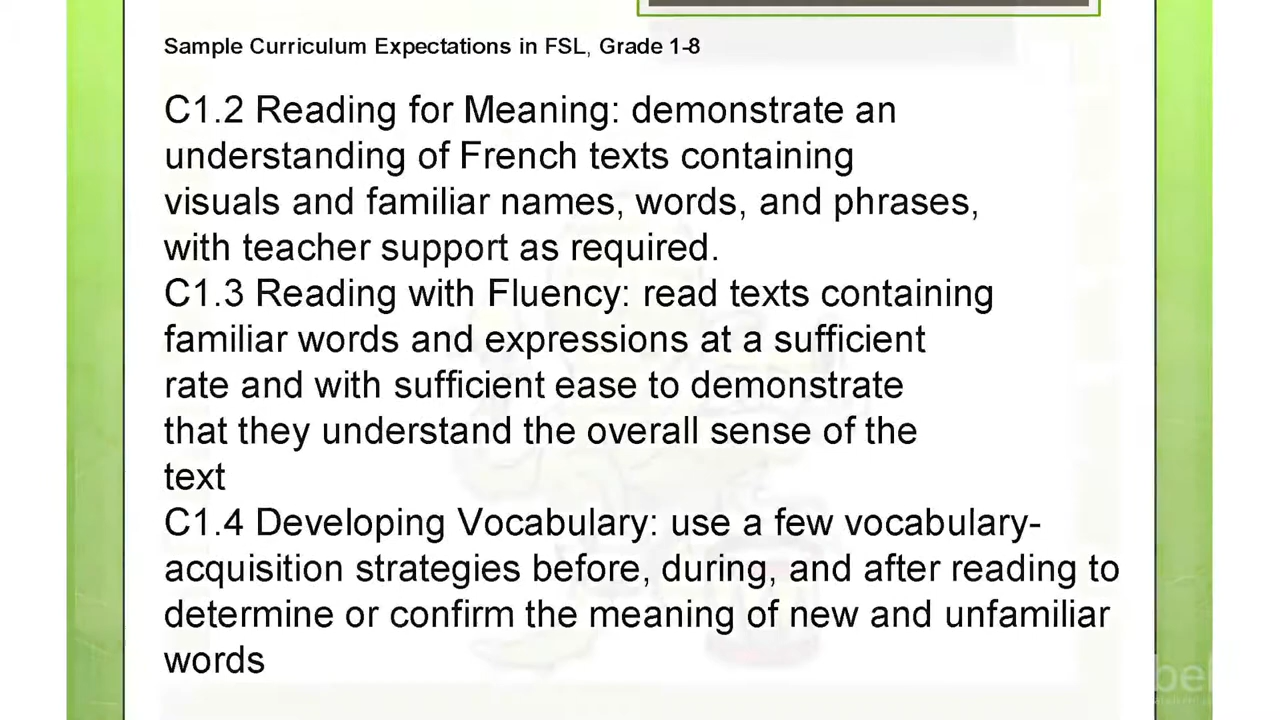 Sample Curriculum Expectations in FSL, Grade 1-8
C1.2 Reading for Meaning: demonstrate an
understanding of French texts containing
visuals and familiar names, words, and phrases,
with teacher support as required.
C1.3 Reading with Fluency: read texts containing
familiar words and expressions at a sufficient
rate and with sufficient ease to demonstrate
that they understand the overall sense of the
text
C1.4 Developing Vocabulary: use a few vocabulary-
acquisition strategies before, during, and after reading to
determine or confirm the meaning of new and unfamiliar
words